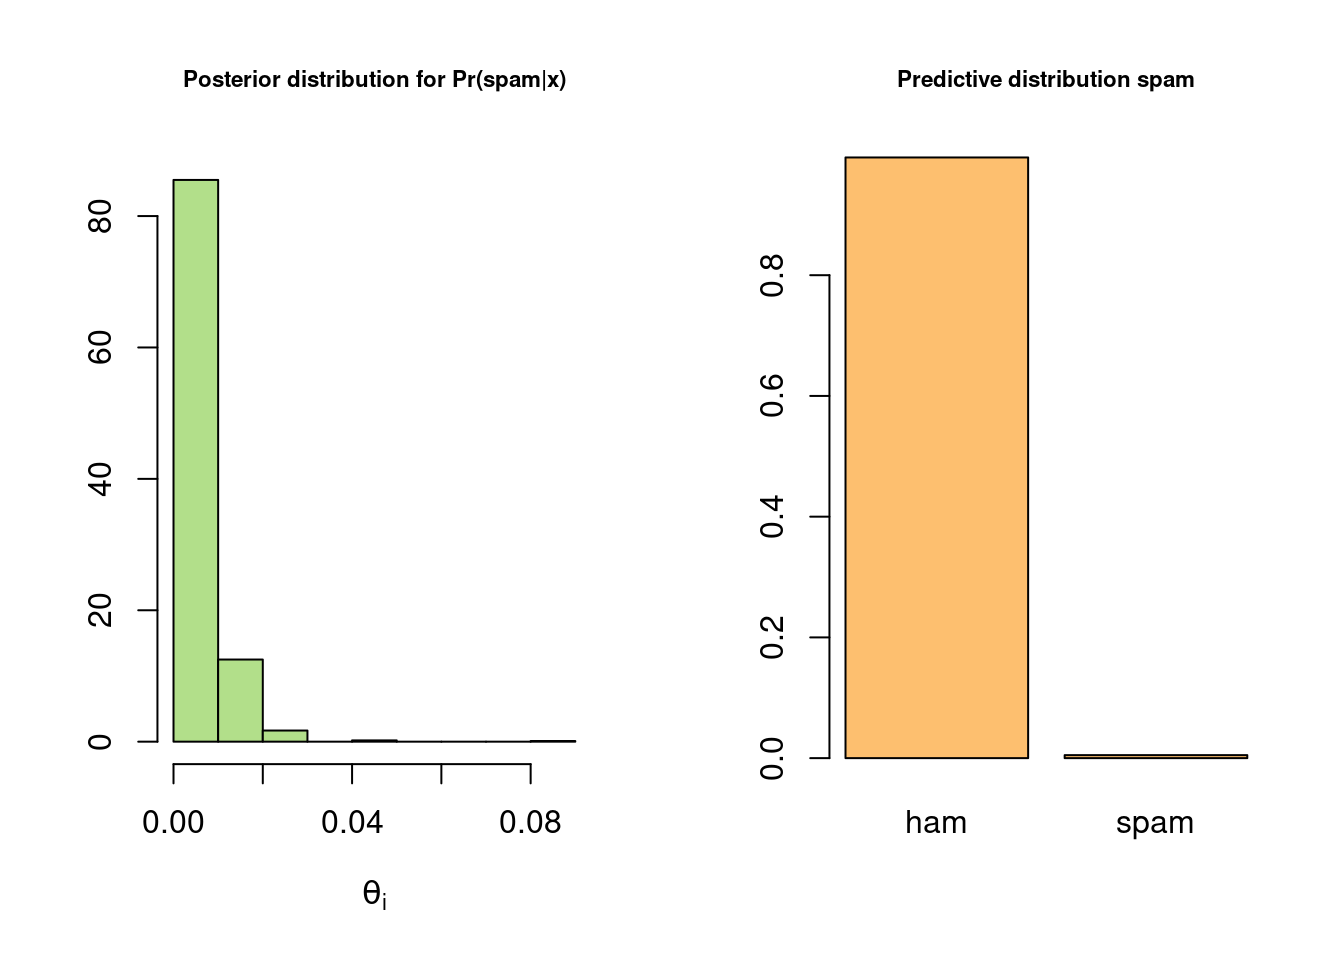 Posterior distribution for Pr(spam|x)
80
60
40
20
0
0.00
0.04
0.08
θi
Predictive distribution spam
0.8
0.6
0.4
0.2
0.0
ham
spam